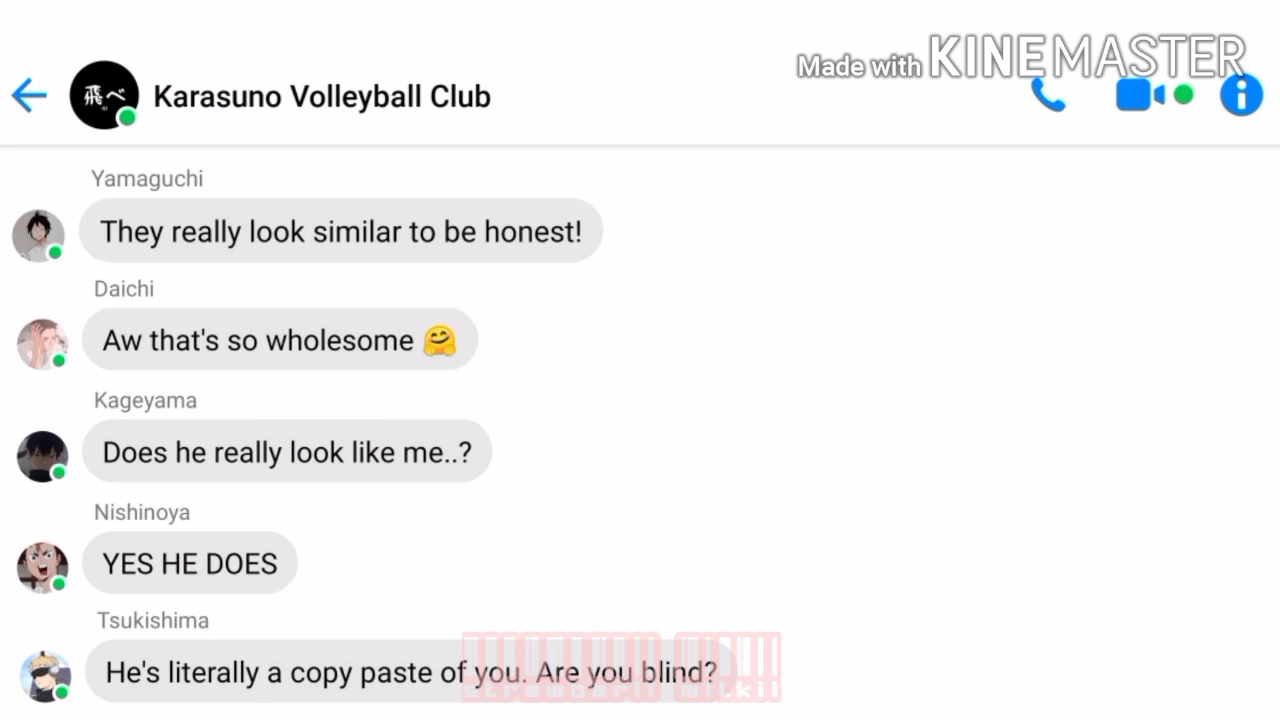 Made with KINEMASTER
飛べ
Karasuno Volleyball Club
Yamaguchi
They really look similar to be honest!
Daichi
Aw that's so wholesome 🤗
Kageyama
Does he really look like me..?
Nishinoya
YES HE DOES
Tsukishima
He's literally a copy paste of you. Are you blind?